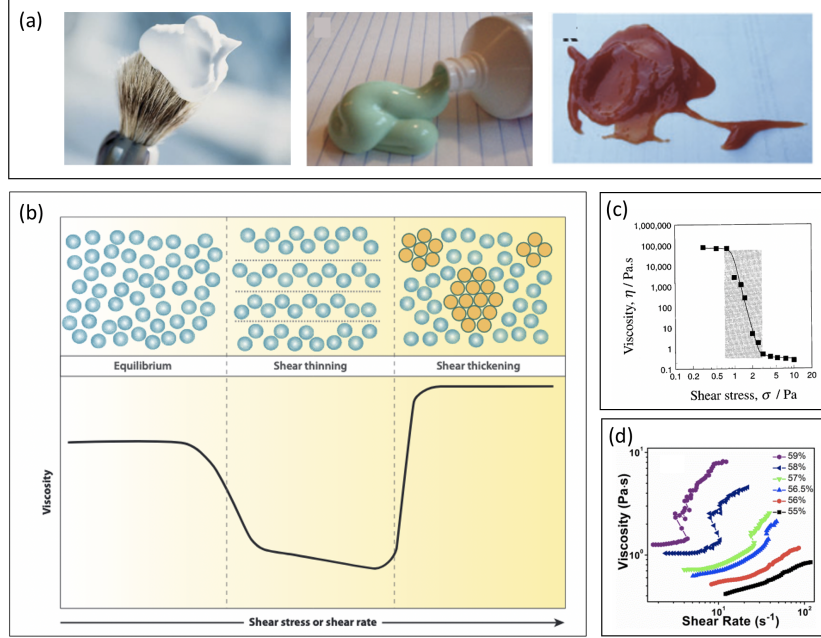 (a)
(b)
Equilibrium
Shear thinning
Shear thickening
Viscosity
Shear stress or shear rate
(c)
1,000,000
100,000
10,000
1,000
100
10
1
0.1
Viscosity, η / Pa.s
0.1 0.2 0.5 1 2 5 10 20
Shear stress, σ / Pa
(d)
10¹
10⁰
Viscosity (Pa·s)
59%
58%
57%
56.5%
56%
55%
10¹ 10²
Shear Rate (s⁻¹)